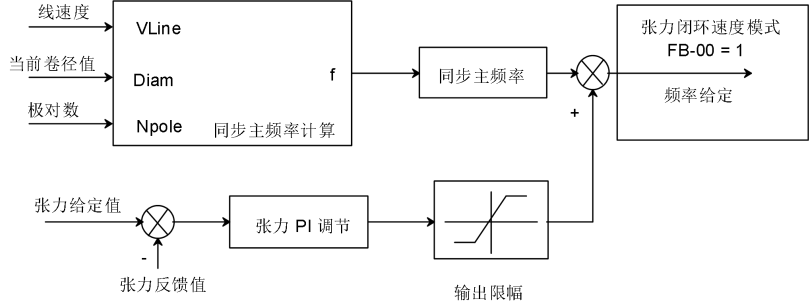 线速度
VLine
张力闭环速度模式
FB-00 = 1
当前卷径值
Diam
f
同步主频率
频率给定
极对数
Npole
同步主频率计算
+
张力给定值
张力 PI 调节
-
张力反馈值
输出限幅